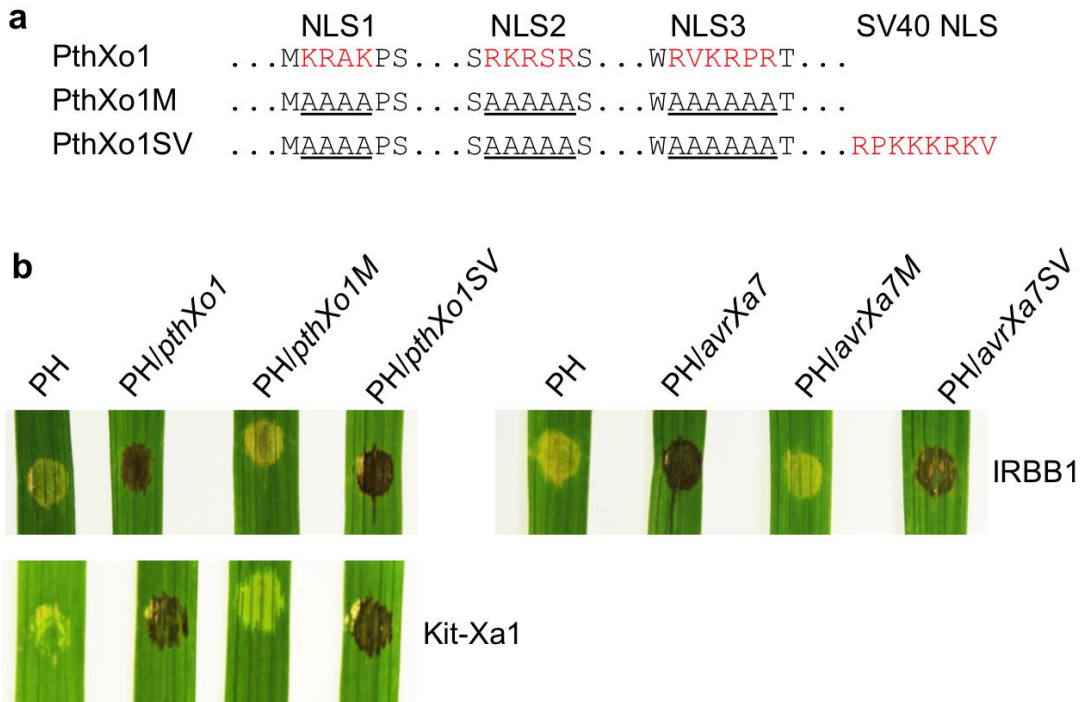 a
NLS1 NLS2 NLS3 SV40 NLS
PthXo1 ...MKRAKPS ...SRKRSRS...WRVKRPRT...
PthXo1M ...MAAAAPS ...SAAAAAS...WAAAAAAT...
PthXo1SV ...MAAAAPS ...SAAAAAS...WAAAAAAT...RPKKKRKV
b
PH PH/pthXo1 PH/pthXo1M PH/pthXo1SV PH PH/avrXa7 PH/avrXa7M PH/avrXa7SV
IRBB1
Kit-Xa1